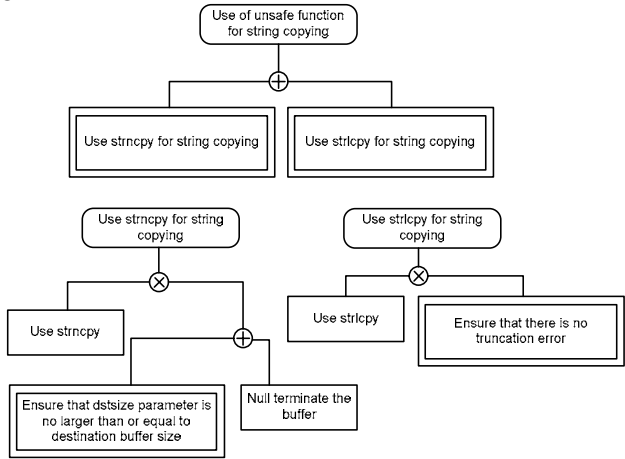 Use of unsafe function
for string copying
Use strncpy for string copying
Use strlcpy for string copying
Use strncpy for string
copying
Use strlcpy for string
copying
Use strncpy
Use strlcpy
Ensure that there is no
truncation error
Ensure that dstsize parameter is
no larger than or equal to
destination buffer size
Null terminate the
buffer